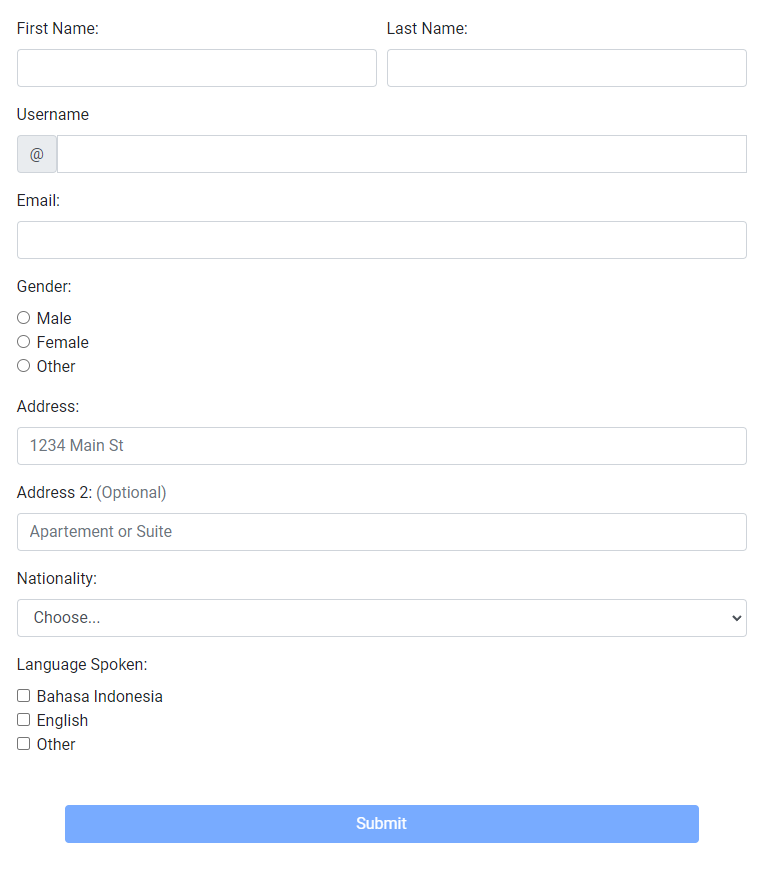 First Name: Last Name:
Username
@
Email:
Gender:
Male
Female
Other
Address:
1234 Main St
Address 2: (Optional)
Apartement or Suite
Nationality:
Choose...
Language Spoken:
Bahasa Indonesia
English
Other
Submit